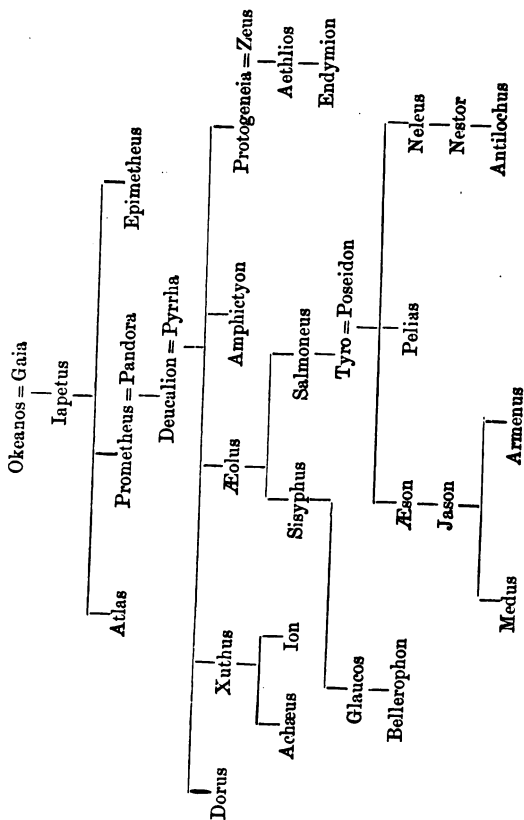 Okeanos = Gaia
Iapetus
Atlas Prometheus = Pandora Epimetheus
Deucalion = Pyrrha
Dorus Xuthus Æolus Amphictyon Protogeneia = Zeus
Achæus Ion Sisyphus Salmoneus Aethlios
Glaucos Tyro = Poseidon Endymion
Bellerophon Æson Pelias Neleus
Jason Nestor
Medus Armenus Antilochus